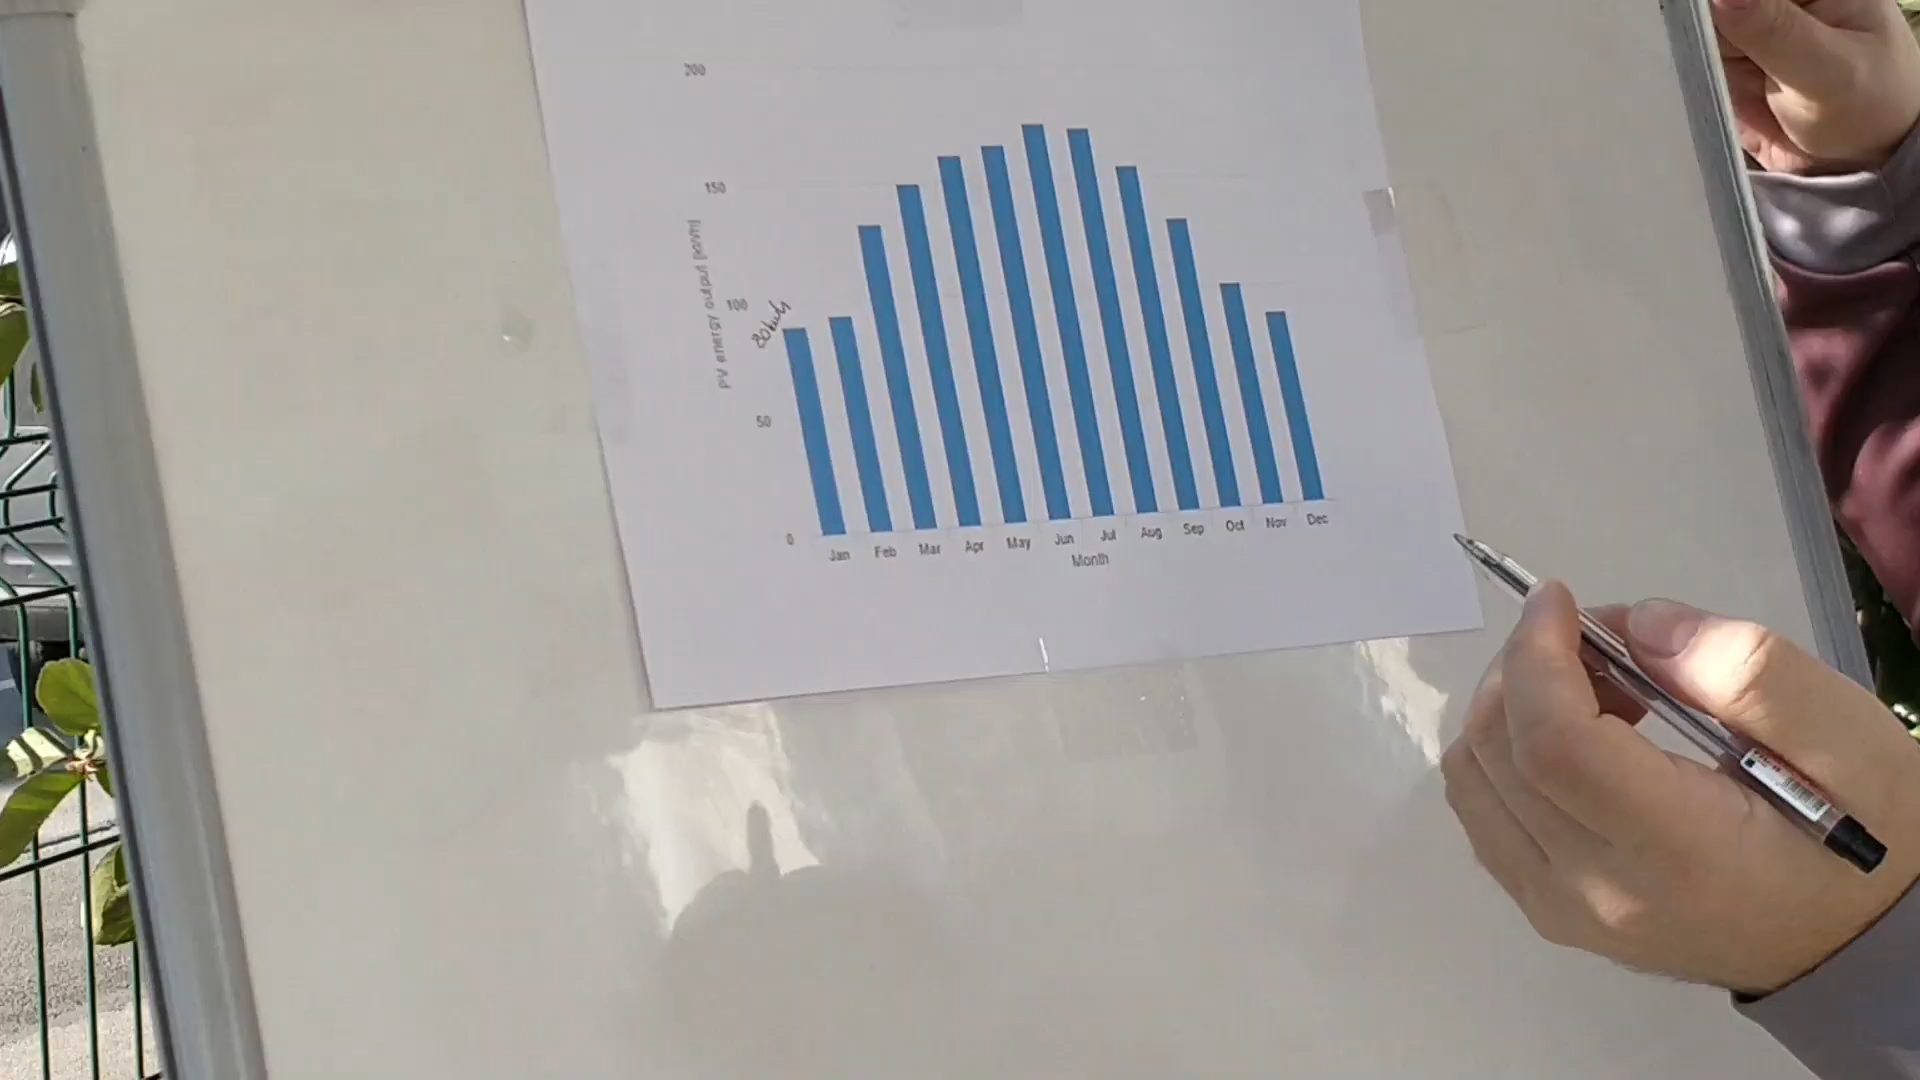 200
150
100
50
0
PV energy output [kWh]
80kwh
Jan Feb Mar Apr May Jun Jul Aug Sep Oct Nov Dec
Month